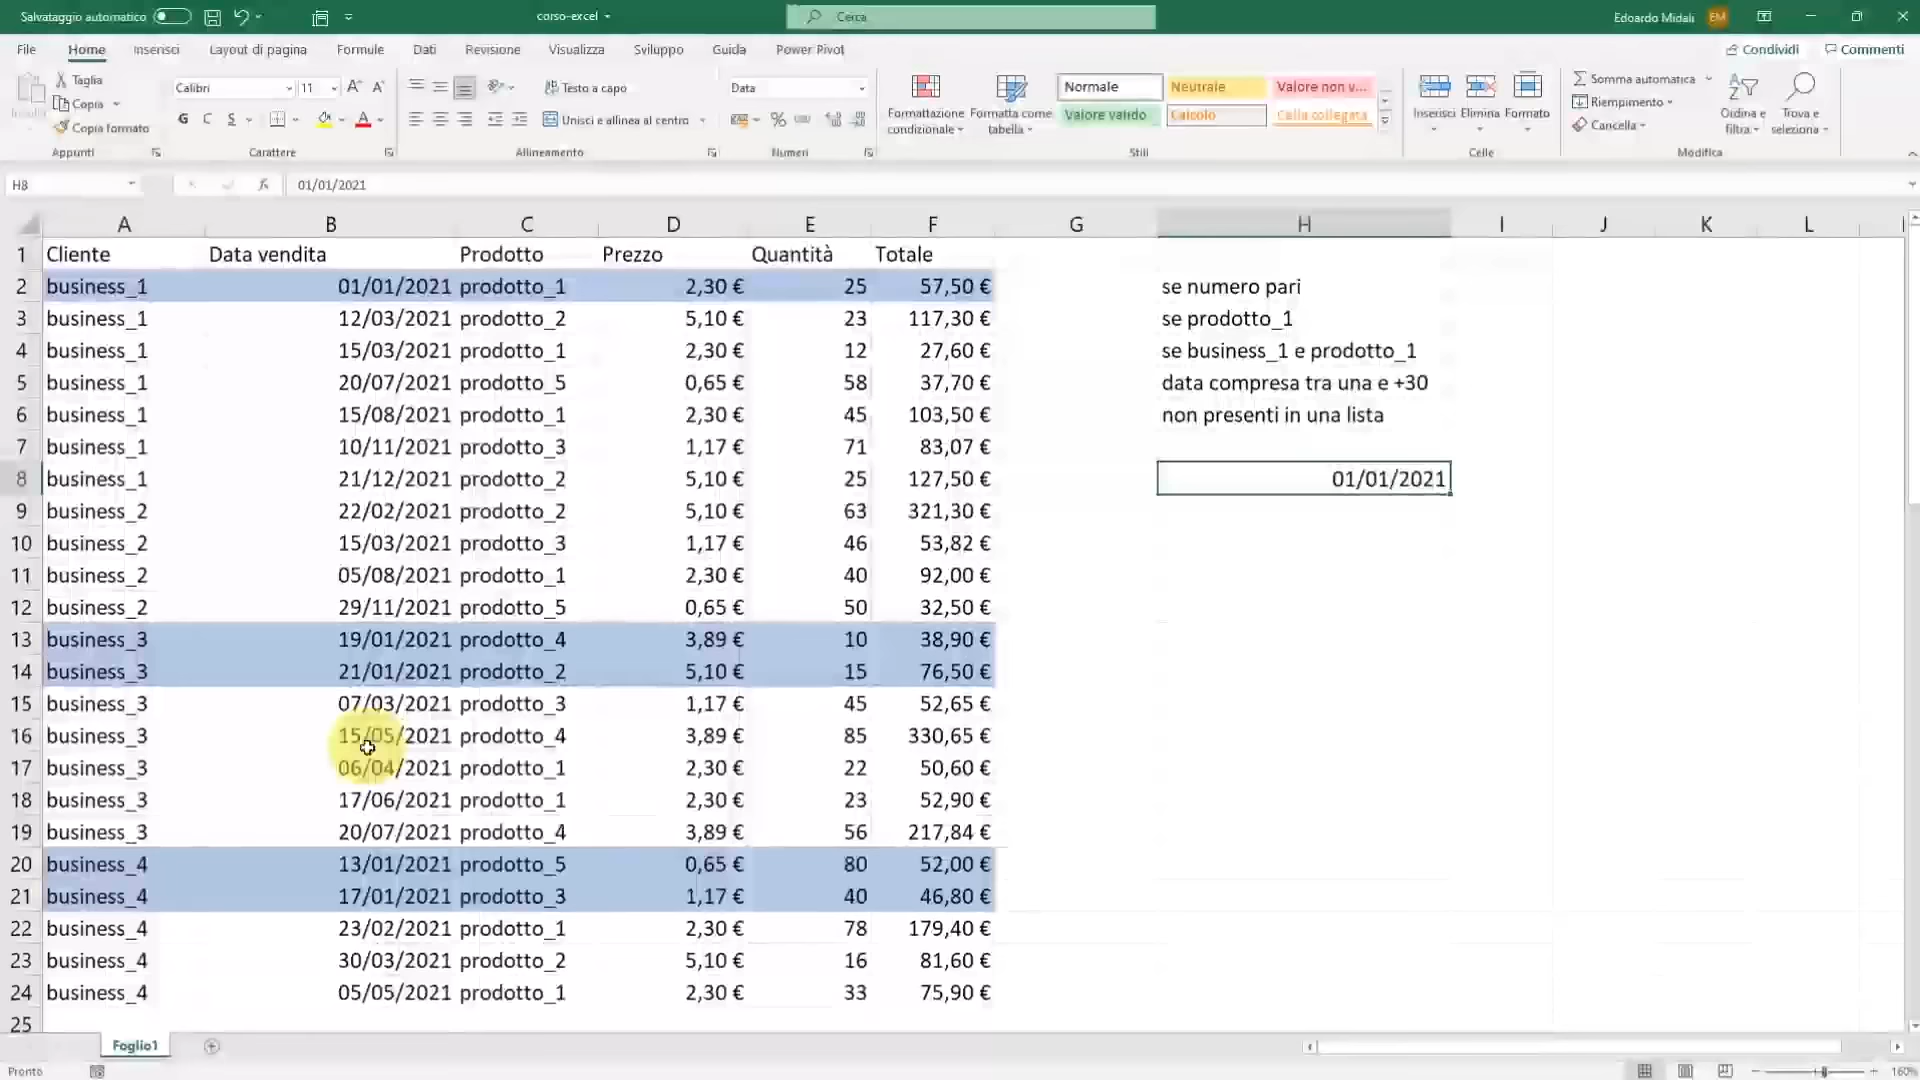 Salvataggio automatico
corso-excel
Cerca
Edoardo Midali
EM
File Home Inserisci Layout di pagina Formule Dati Revisione Visualizza Sviluppo Guida Power Pivot
Condividi Commenti
Incolla
Taglia
Copia
Copia formato
Appunti
Calibri 11
G C S
Carattere
Testo a capo
Unisci e allinea al centro
Allineamento
Data
Numeri
Formattazione condizionale
Formatta come tabella
Normale Neutrale Valore non v...
Valore valido Calcolo Cella collegata
Stili
Inserisci Elimina Formato
Celle
Somma automatica
Riempimento
Cancella
Ordina e filtra
Trova e seleziona
Modifica
H8 fx 01/01/2021
A B C D E F G H I J K L
1 Cliente Data vendita Prodotto Prezzo Quantità Totale
2 business_1 01/01/2021 prodotto_1 2,30 € 25 57,50 € se numero pari
3 business_1 12/03/2021 prodotto_2 5,10 € 23 117,30 € se prodotto_1
4 business_1 15/03/2021 prodotto_1 2,30 € 12 27,60 € se business_1 e prodotto_1
5 business_1 20/07/2021 prodotto_5 0,65 € 58 37,70 € data compresa tra una e +30
6 business_1 15/08/2021 prodotto_1 2,30 € 45 103,50 € non presenti in una lista
7 business_1 10/11/2021 prodotto_3 1,17 € 71 83,07 €
8 business_1 21/12/2021 prodotto_2 5,10 € 25 127,50 € 01/01/2021
9 business_2 22/02/2021 prodotto_2 5,10 € 63 321,30 €
10 business_2 15/03/2021 prodotto_3 1,17 € 46 53,82 €
11 business_2 05/08/2021 prodotto_1 2,30 € 40 92,00 €
12 business_2 29/11/2021 prodotto_5 0,65 € 50 32,50 €
13 business_3 19/01/2021 prodotto_4 3,89 € 10 38,90 €
14 business_3 21/01/2021 prodotto_2 5,10 € 15 76,50 €
15 business_3 07/03/2021 prodotto_3 1,17 € 45 52,65 €
16 business_3 15/05/2021 prodotto_4 3,89 € 85 330,65 €
17 business_3 06/04/2021 prodotto_1 2,30 € 22 50,60 €
18 business_3 17/06/2021 prodotto_1 2,30 € 23 52,90 €
19 business_3 20/07/2021 prodotto_4 3,89 € 56 217,84 €
20 business_4 13/01/2021 prodotto_5 0,65 € 80 52,00 €
21 business_4 17/01/2021 prodotto_3 1,17 € 40 46,80 €
22 business_4 23/02/2021 prodotto_1 2,30 € 78 179,40 €
23 business_4 30/03/2021 prodotto_2 5,10 € 16 81,60 €
24 business_4 05/05/2021 prodotto_1 2,30 € 33 75,90 €
25
Foglio1
Pronto
160%